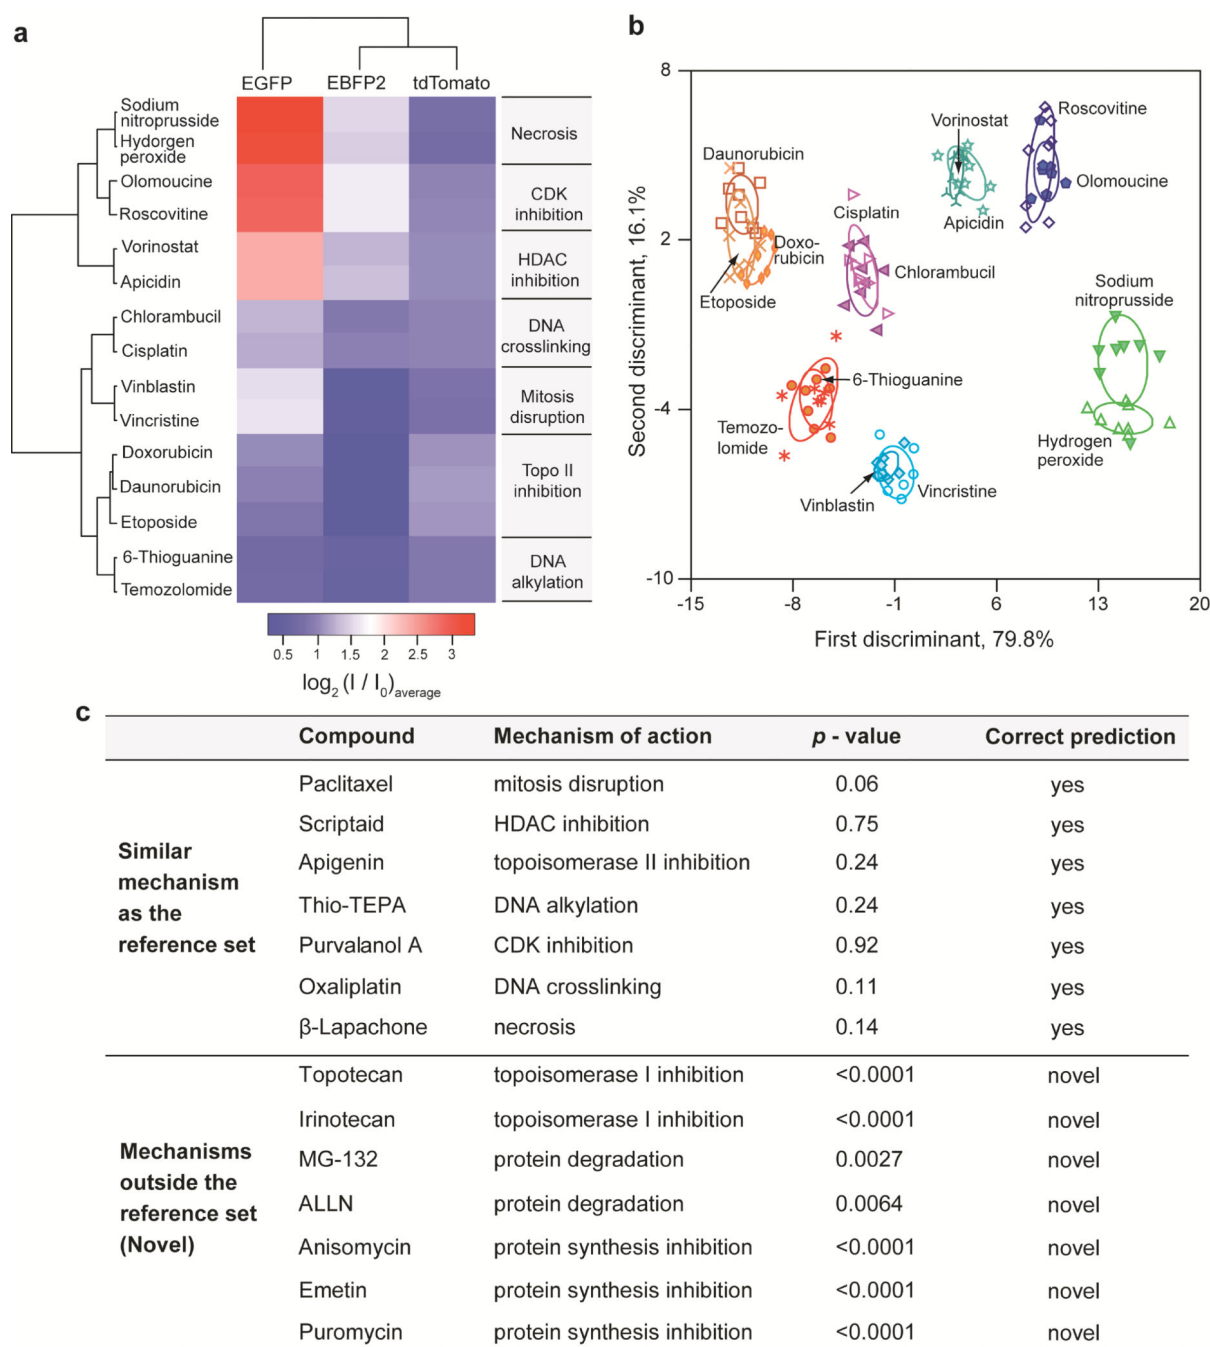 a
EGFP EBFP2 tdTomato
Sodium
nitroprusside
Hydorgen
peroxide
Olomoucine
Roscovitine
Vorinostat
Apicidin
Chlorambucil
Cisplatin
Vinblastin
Vincristine
Doxorubicin
Daunorubicin
Etoposide
6-Thioguanine
Temozolomide
Necrosis
CDK
inhibition
HDAC
inhibition
DNA
crosslinking
Mitosis
disruption
Topo II
inhibition
DNA
alkylation
0.5 1 1.5 2 2.5 3
log2 (I / I0)average
b
Second discriminant, 16.1%
8
2
-4
-10
-15 -8 -1 6 13 20
First discriminant, 79.8%
Roscovitine
Vorinostat
Daunorubicin
Olomoucine
Cisplatin
Apicidin
Doxo-
rubicin
Chlorambucil
Sodium
nitroprusside
Etoposide
6-Thioguanine
Temozo-
lomide
Hydrogen
peroxide
Vinblastin
Vincristine
c
Compound Mechanism of action p - value Correct prediction
Similar
mechanism
as the
reference set
Paclitaxel mitosis disruption 0.06 yes
Scriptaid HDAC inhibition 0.75 yes
Apigenin topoisomerase II inhibition 0.24 yes
Thio-TEPA DNA alkylation 0.24 yes
Purvalanol A CDK inhibition 0.92 yes
Oxaliplatin DNA crosslinking 0.11 yes
β-Lapachone necrosis 0.14 yes
Mechanisms
outside the
reference set
(Novel)
Topotecan topoisomerase I inhibition <0.0001 novel
Irinotecan topoisomerase I inhibition <0.0001 novel
MG-132 protein degradation 0.0027 novel
ALLN protein degradation 0.0064 novel
Anisomycin protein synthesis inhibition <0.0001 novel
Emetin protein synthesis inhibition <0.0001 novel
Puromycin protein synthesis inhibition <0.0001 novel